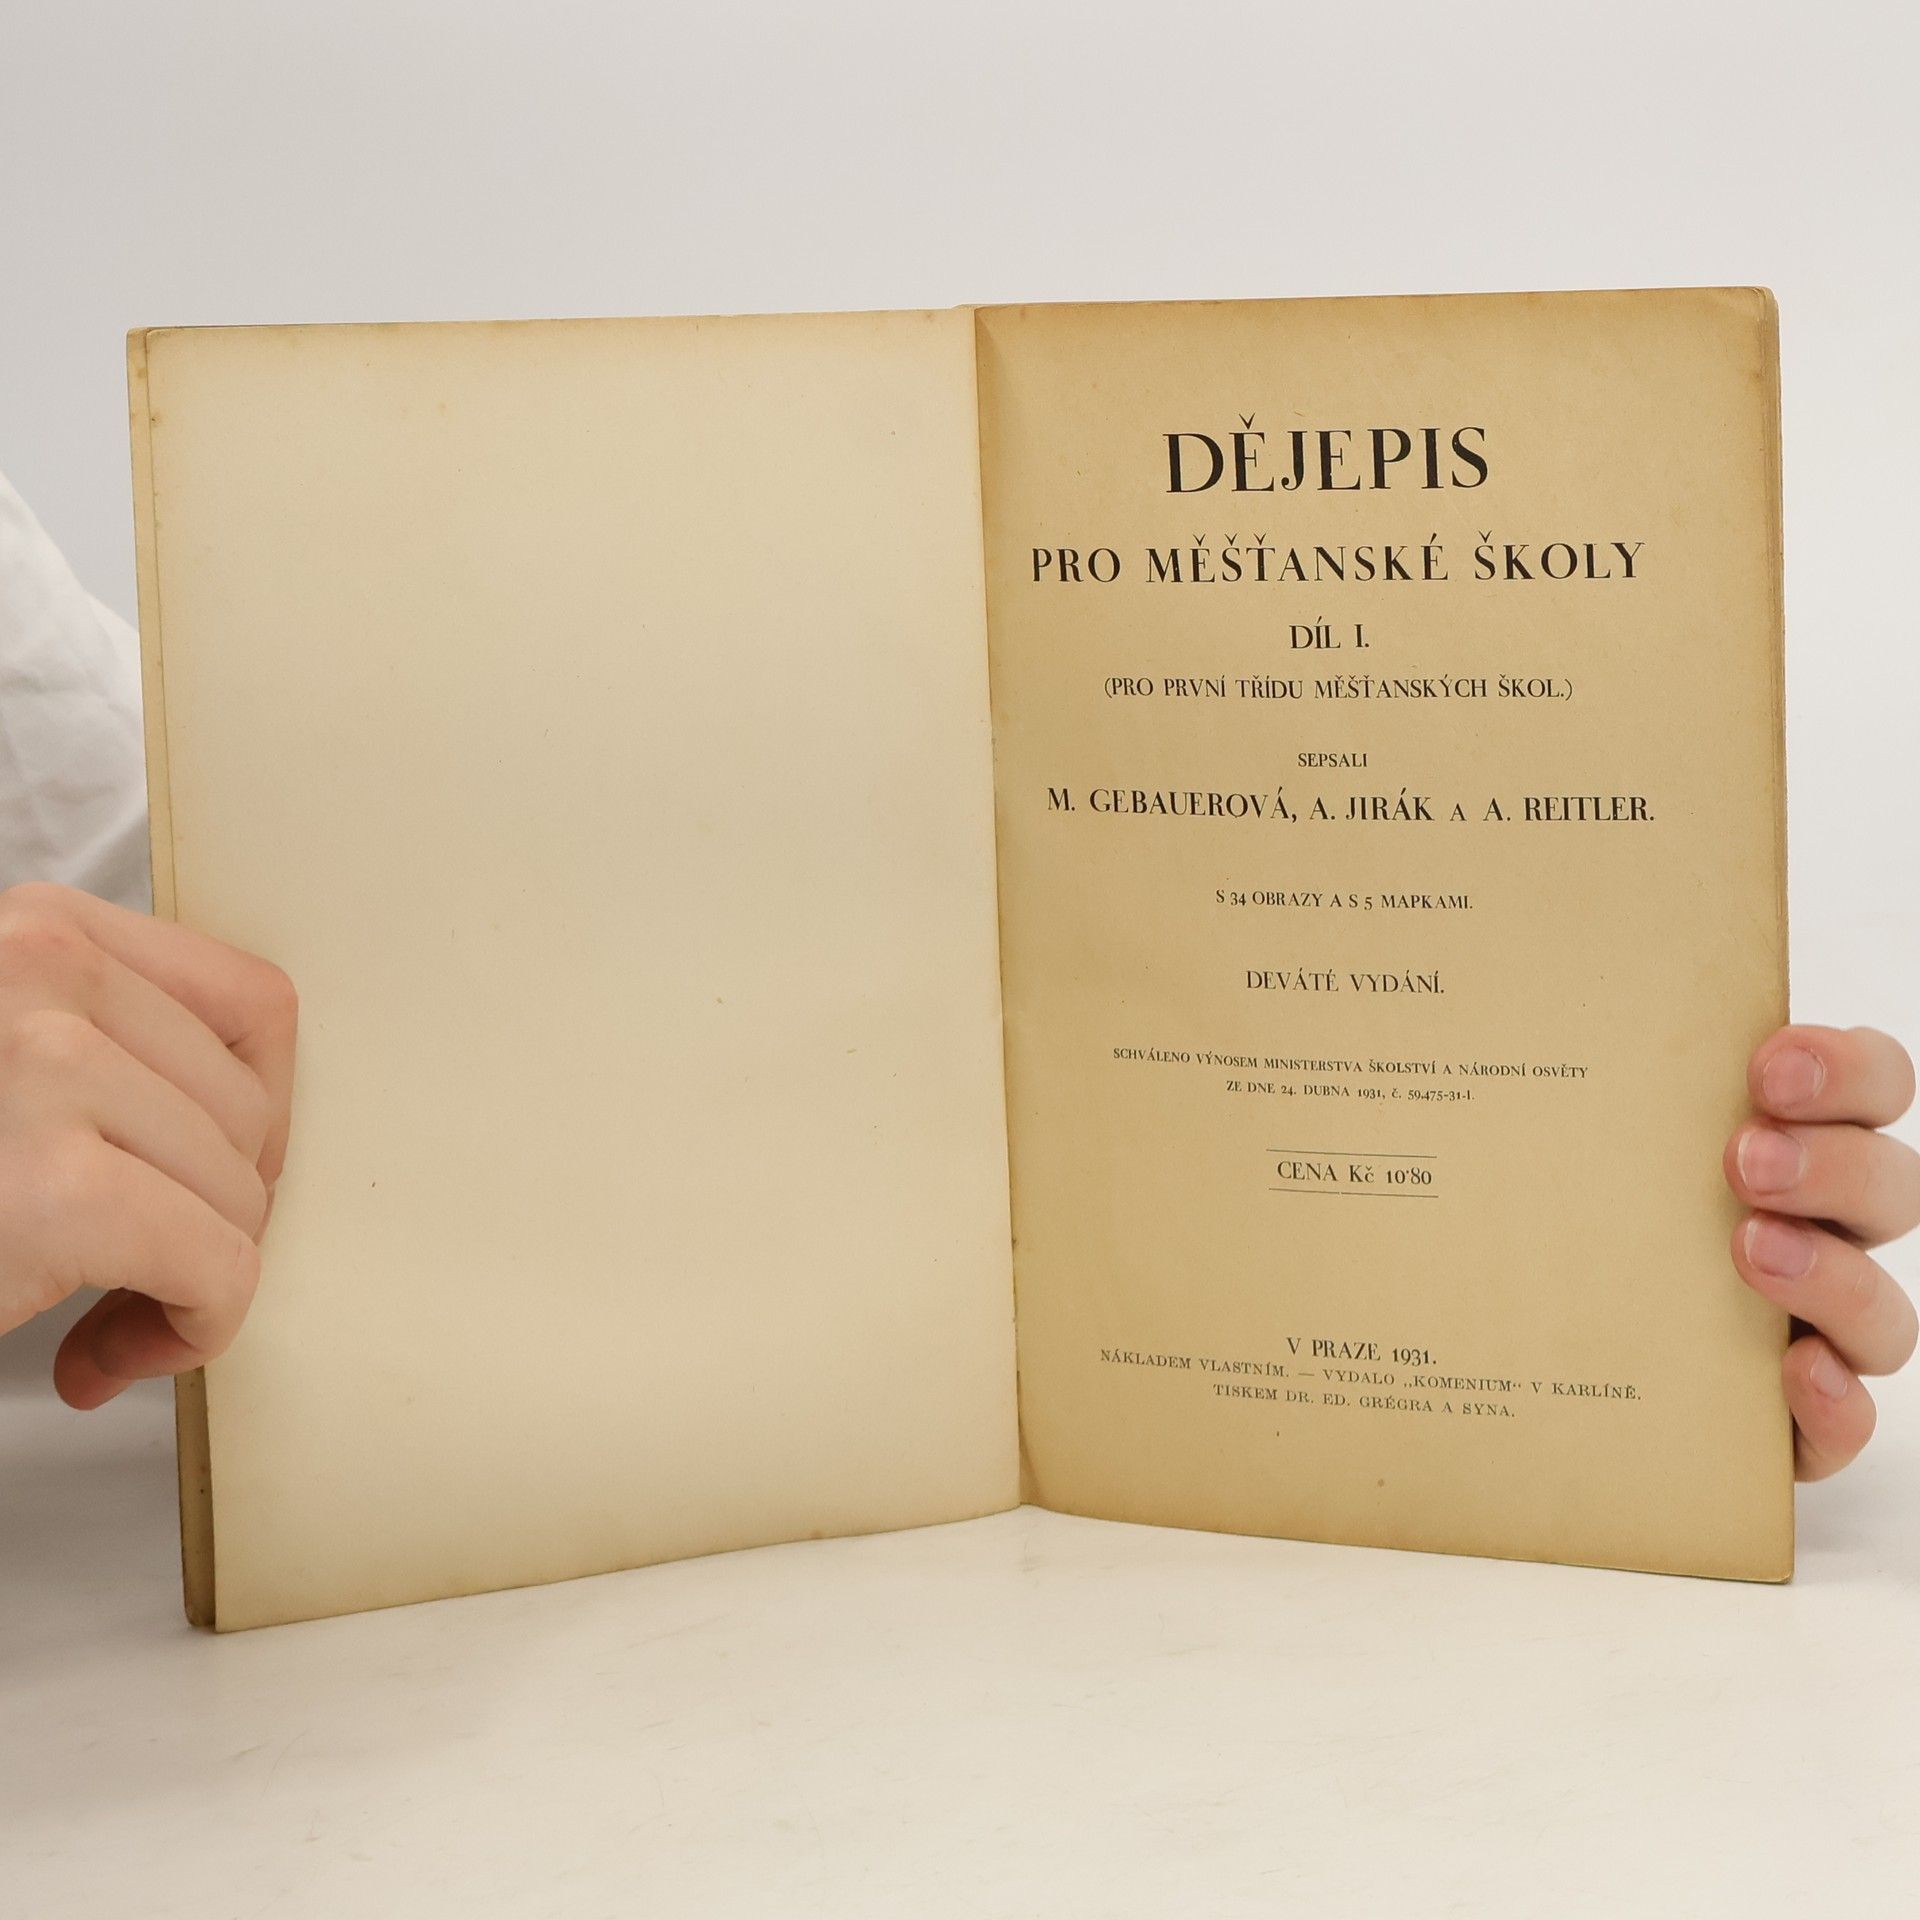 DĚJEPIS
PRO MĚŠŤANSKÉ ŠKOLY
DÍL I.
(PRO PRVNÍ TŘÍDU MĚŠŤANSKÝCH ŠKOL.)
SEPSALI
M. GEBAUEROVÁ, A. JIRÁK A A. REITLER.
S 34 OBRAZY A S 5 MAPKAMI.
DEVÁTÉ VYDÁNÍ.
SCHVÁLENO VÝNOSEM MINISTERSTVA ŠKOLSTVÍ A NÁRODNÍ OSVĚTY
ZE DNE 24. DUBNA 1931, č. 59.475-31-I.
CENA Kč 10·80
V PRAZE 1931.
NÁKLADEM VLASTNÍM. — VYDALO „KOMENIUM“ V KARLÍNĚ.
TISKEM DR. ED. GRÉGRA A SYNA.